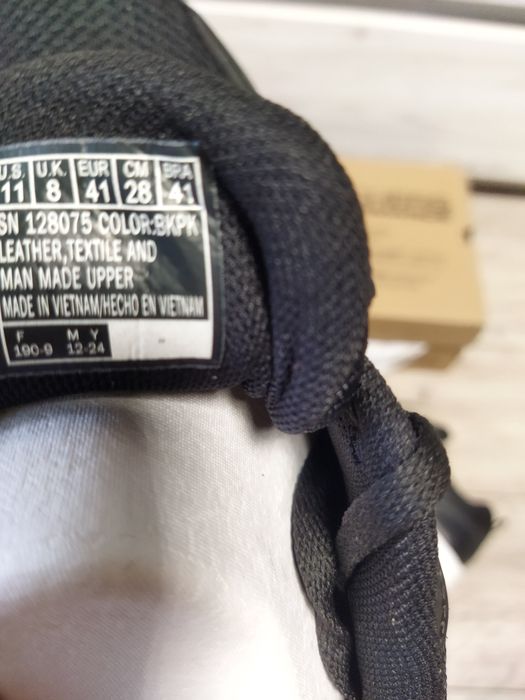 U.S. U.K. EUR CM BRA
11 8 41 28 41
SN 128075 COLOR:BKPK
LEATHER,TEXTILE AND
MAN MADE UPPER
MADE IN VIETNAM/HECHO EN VIETNAM
F M Y
190-9 12-24